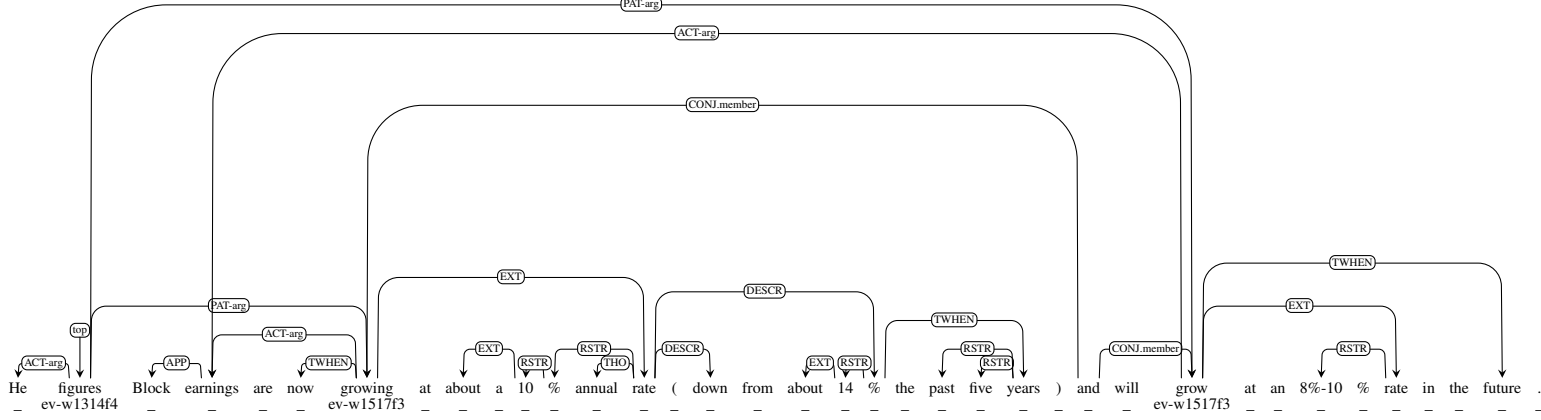 PAT-arg
ACT-arg
CONJ.member
TWHEN
EXT
DESCR
PAT-arg EXT
TWHEN
top ACT-arg
ACT-arg APP TWHEN EXT RSTR RSTR THO DESCR EXT RSTR RSTR RSTR CONJ.member RSTR
He figures Block earnings are now growing at about a 10 % annual rate ( down from about 14 % the past five years ) and will grow at an 8%-10 % rate in the future .
_ ev-w1314f4 _ _ _ _ ev-w1517f3 _ _ _ _ _ _ _ _ _ _ _ _ _ _ _ _ _ _ _ _ ev-w1517f3 _ _ _ _ _ _ _ _ _